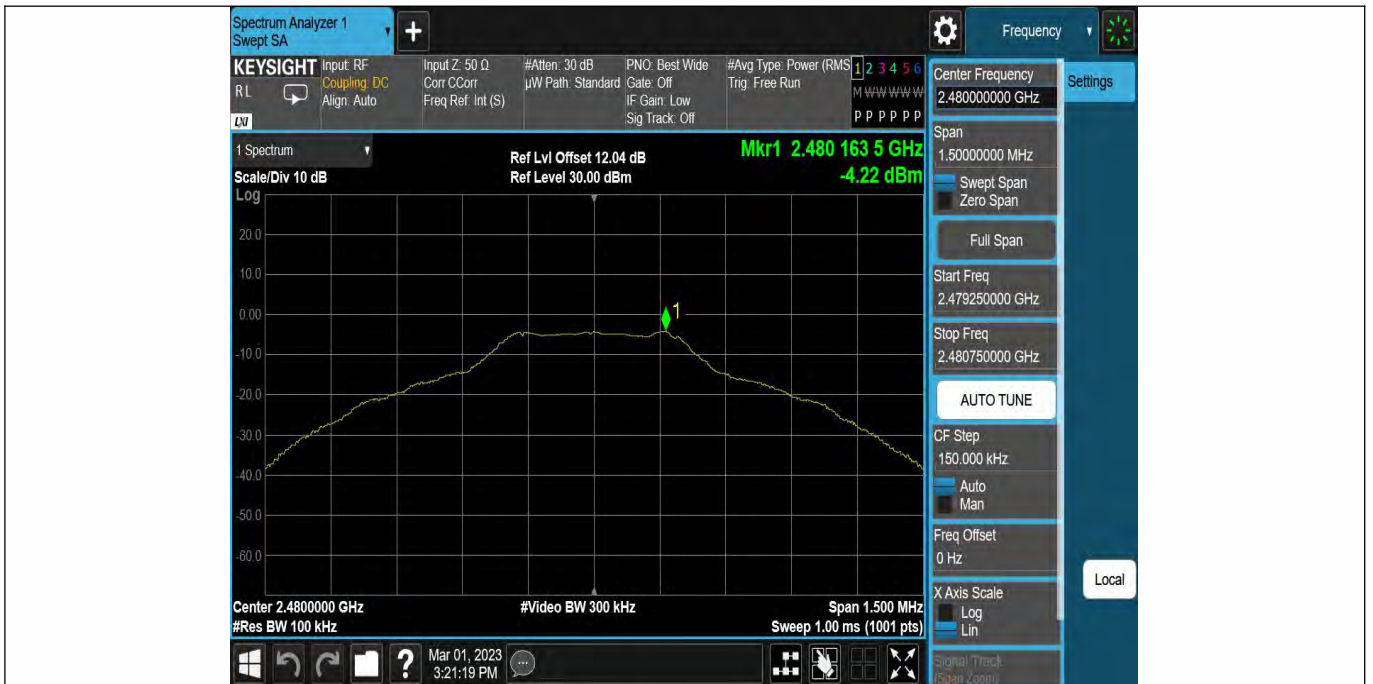 Spectrum Analyzer 1
Swept SA
+
Frequency
KEYSIGHT
RL
LXI
Input: RF
Coupling: DC
Align: Auto
Input Z: 50 Ω
Corr CCorr
Freq Ref: Int (S)
#Atten: 30 dB
µW Path: Standard
PNO: Best Wide
Gate: Off
IF Gain: Low
Sig Track: Off
#Avg Type: Power (RMS
Trig: Free Run
1 2 3 4 5 6
M W W W W W
P P P P P P
1 Spectrum
Scale/Div 10 dB
Log
Ref Lvl Offset 12.04 dB
Ref Level 30.00 dBm
Mkr1 2.480 163 5 GHz
-4.22 dBm
20.0
10.0
0.00
-10.0
-20.0
-30.0
-40.0
-50.0
-60.0
1
Center 2.4800000 GHz
#Res BW 100 kHz
#Video BW 300 kHz
Span 1.500 MHz
Sweep 1.00 ms (1001 pts)
Mar 01, 2023
3:21:19 PM
?
Center Frequency
2.480000000 GHz
Settings
Span
1.50000000 MHz
Swept Span
Zero Span
Full Span
Start Freq
2.479250000 GHz
Stop Freq
2.480750000 GHz
AUTO TUNE
CF Step
150.000 kHz
Auto
Man
Freq Offset
0 Hz
X Axis Scale
Log
Lin
Local
Signal Track
(Span Zoom)